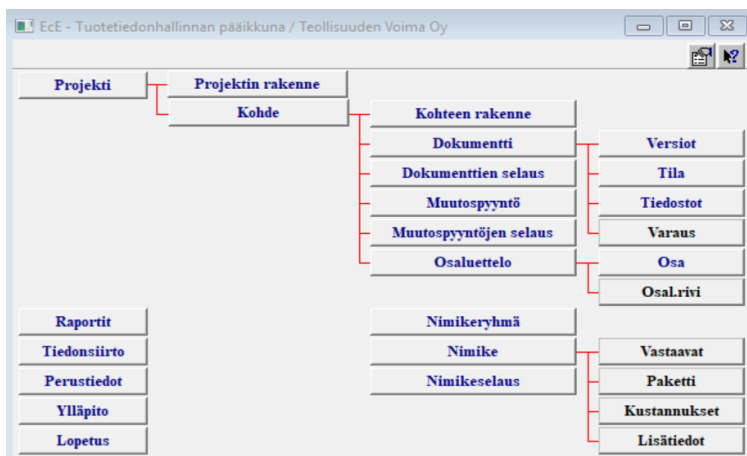 EcE - Tuotetiedonhallinnan pääikkuna / Teollisuuden Voima Oy
Projekti Projektin rakenne
Kohde Kohteen rakenne
Dokumentti Versiot
Dokumenttien selaus Tila
Muutospyyntö Tiedostot
Muutospyyntöjen selaus Varaus
Osaluettelo Osa
Osal.rivi
Raportit Nimikeryhmä
Tiedonsiirto Nimike Vastaavat
Perustiedot Nimikeselaus Paketti
Ylläpito Kustannukset
Lopetus Lisätiedot